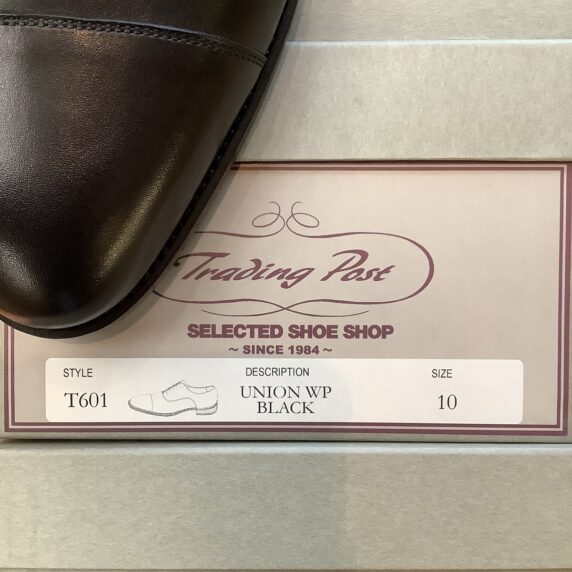 Trading Post
SELECTED SHOE SHOP
~ SINCE 1984 ~
STYLE DESCRIPTION SIZE
T601 UNION WP BLACK 10